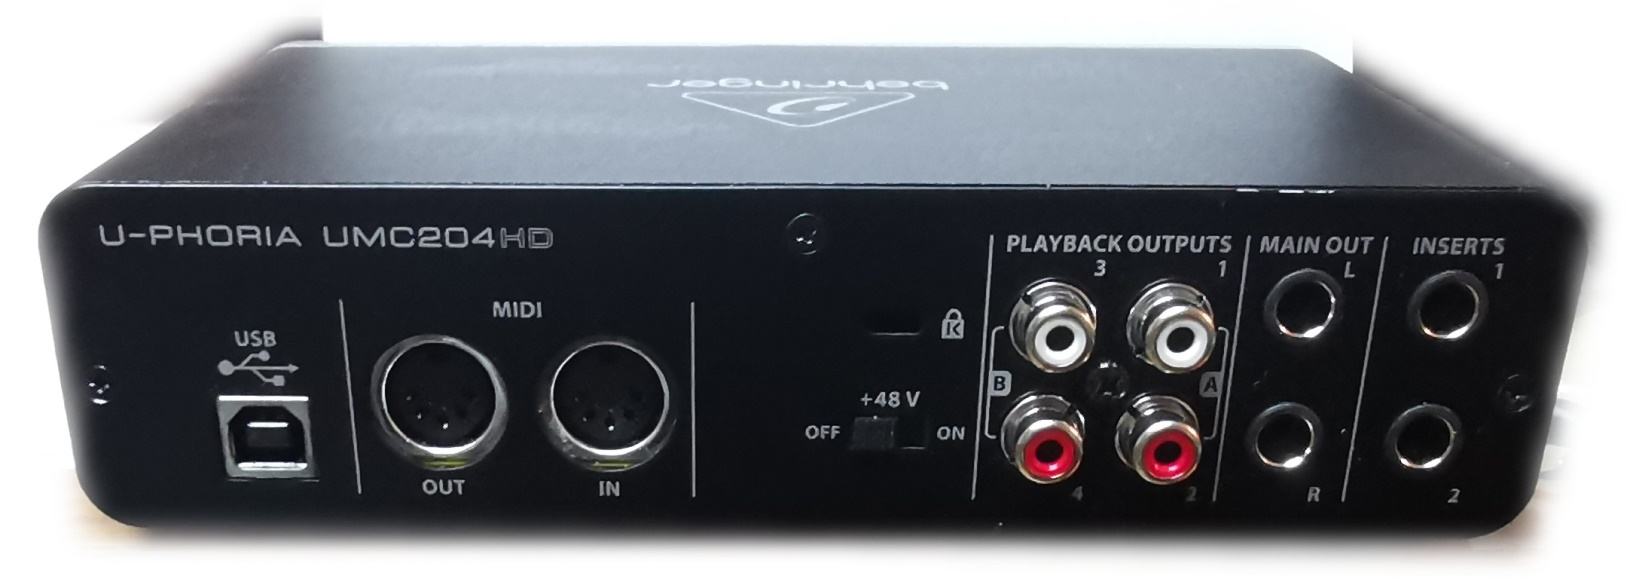 behringer
U-PHORIA UMC204HD
PLAYBACK OUTPUTS
MAIN OUT
INSERTS
3
1
L
1
MIDI
USB
K
B
A
+48 V
OFF
ON
OUT
IN
4
2
R
2